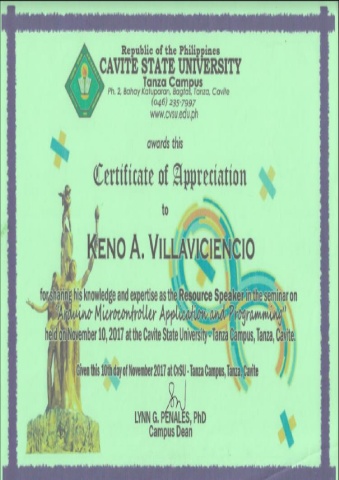 Republic of the Philippines
CAVITE STATE UNIVERSITY
Tanza Campus
Ph. 2, Bahay Katuparan, Bagtas, Tanza, Cavite
(046) 235-7997
www.cvsu.edu.ph
awards this
Certificate of Appreciation
to
KENO A. VILLAVICIENCIO
for sharing his knowledge and expertise as the Resource Speaker in the seminar on
"Arduino Microcontroller Application and Programming"
held on November 10, 2017 at the Cavite State University - Tanza Campus, Tanza, Cavite.
Given this 10th day of November 2017 at CvSU - Tanza Campus, Tanza, Cavite
LYNN G. PENALES, PhD
Campus Dean